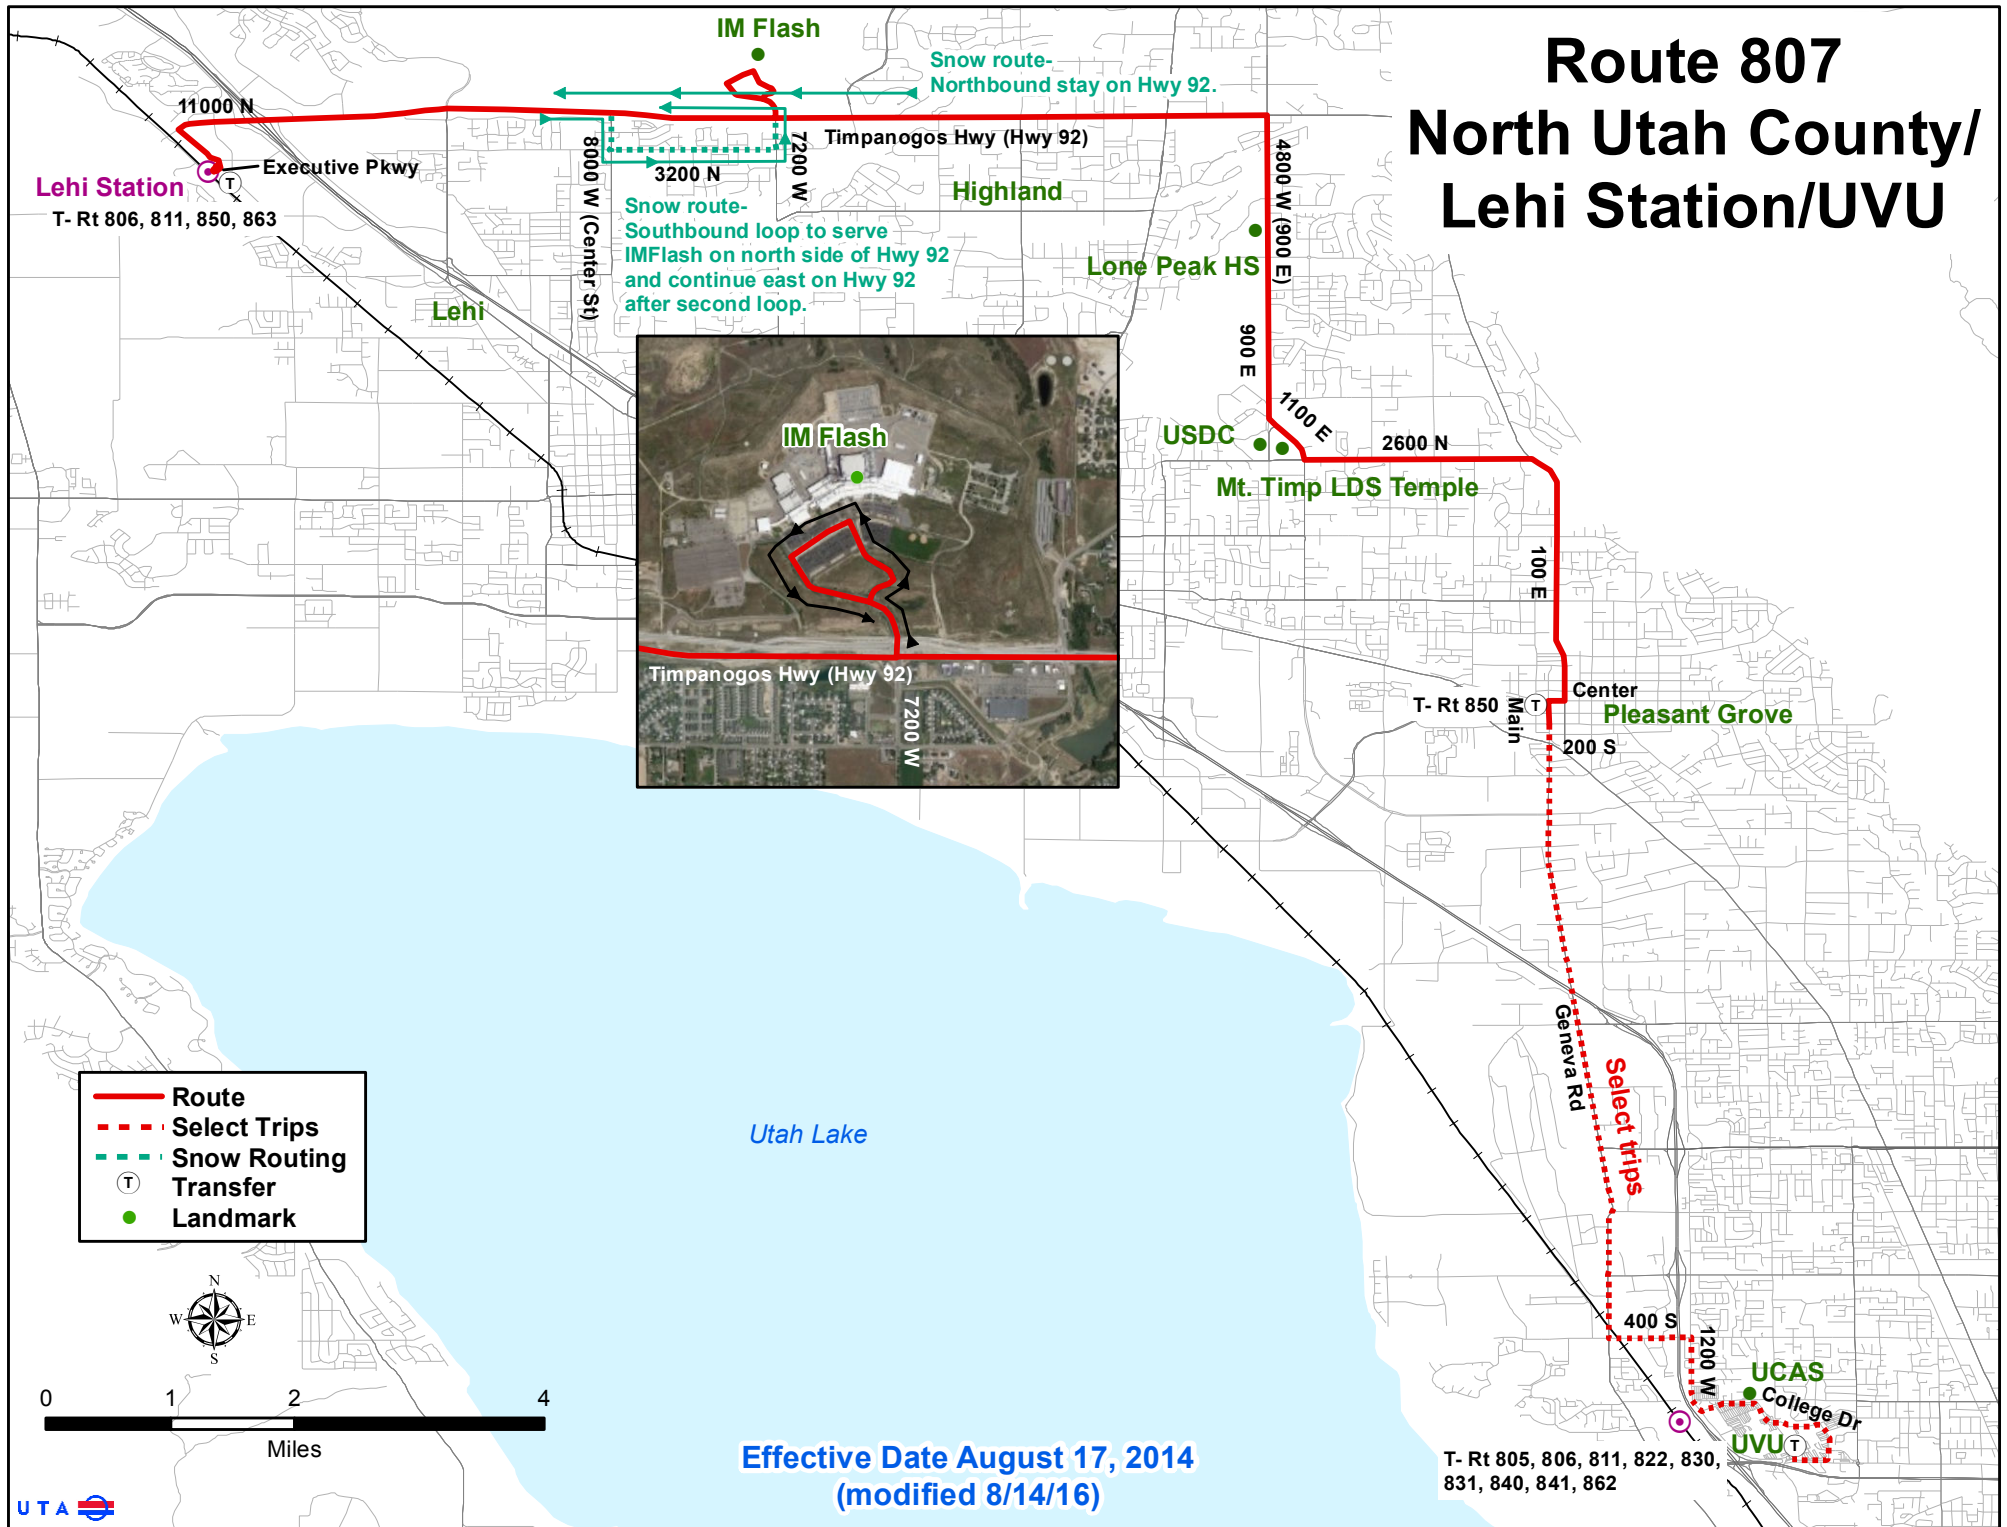 Route 807
North Utah County/
Lehi Station/UVU
IM Flash
Snow route-
Northbound stay on Hwy 92.
11000 N
Timpanogos Hwy (Hwy 92)
7200 W
8000 W (Center St)
3200 N
Executive Pkwy
Lehi Station
T
T- Rt 806, 811, 850, 863
Highland
4800 W (900 E)
Snow route-
Southbound loop to serve
IMFlash on north side of Hwy 92
and continue east on Hwy 92
after second loop.
Lone Peak HS
Lehi
900 E
1100 E
USDC
2600 N
Mt. Timp LDS Temple
IM Flash
Timpanogos Hwy (Hwy 92)
7200 W
100 E
Center
T- Rt 850
T
Main
Pleasant Grove
200 S
Geneva Rd
Select trips
Utah Lake
Route
Select Trips
Snow Routing
T
Transfer
Landmark
N
W
E
S
0
1
2
4
Miles
400 S
1200 W
UCAS
College Dr
UVU
T
T- Rt 805, 806, 811, 822, 830,
831, 840, 841, 862
Effective Date August 17, 2014
(modified 8/14/16)
UTA